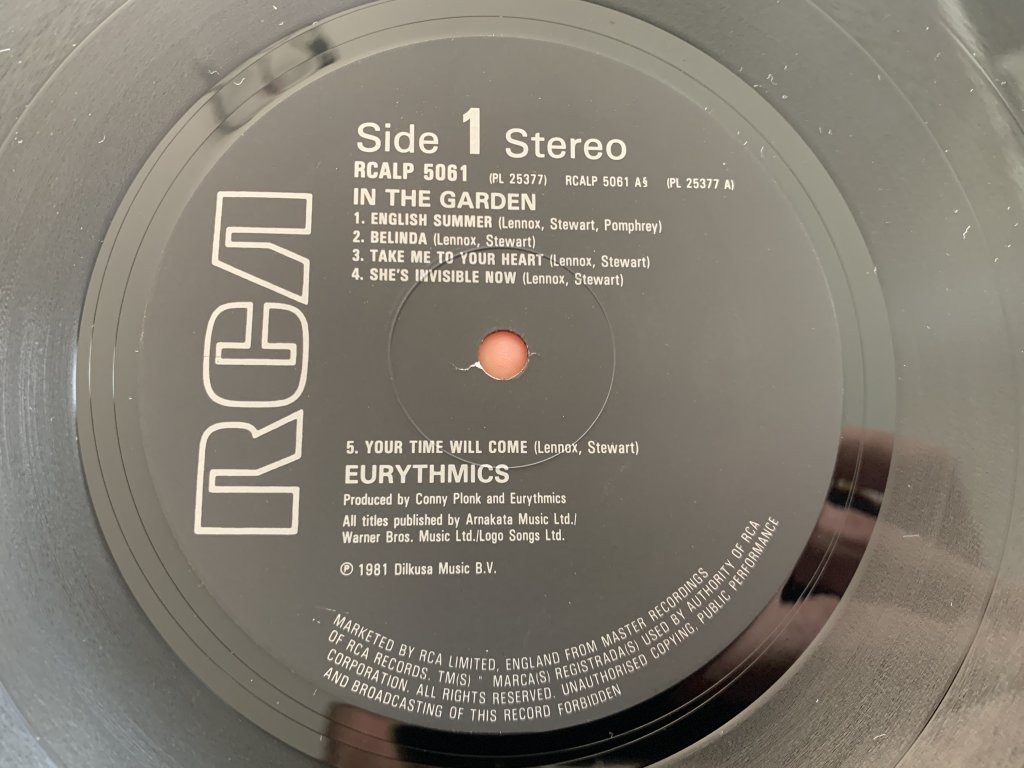 RCA
Side 1 Stereo
RCALP 5061 (PL 25377) RCALP 5061 A§ (PL 25377 A)
IN THE GARDEN
1. ENGLISH SUMMER (Lennox, Stewart, Pomphrey)
2. BELINDA (Lennox, Stewart)
3. TAKE ME TO YOUR HEART (Lennox, Stewart)
4. SHE'S INVISIBLE NOW (Lennox, Stewart)
5. YOUR TIME WILL COME (Lennox, Stewart)
EURYTHMICS
Produced by Conny Plonk and Eurythmics
All titles published by Arnakata Music Ltd./
Warner Bros. Music Ltd./Logo Songs Ltd.
℗ 1981 Dilkusa Music B.V.
MARKETED BY RCA LIMITED, ENGLAND FROM MASTER RECORDINGS
OF RCA RECORDS. TM(S) ® MARCA(S) REGISTRADA(S) USED BY AUTHORITY OF RCA
CORPORATION. ALL RIGHTS RESERVED. UNAUTHORISED COPYING, PUBLIC PERFORMANCE
AND BROADCASTING OF THIS RECORD FORBIDDEN